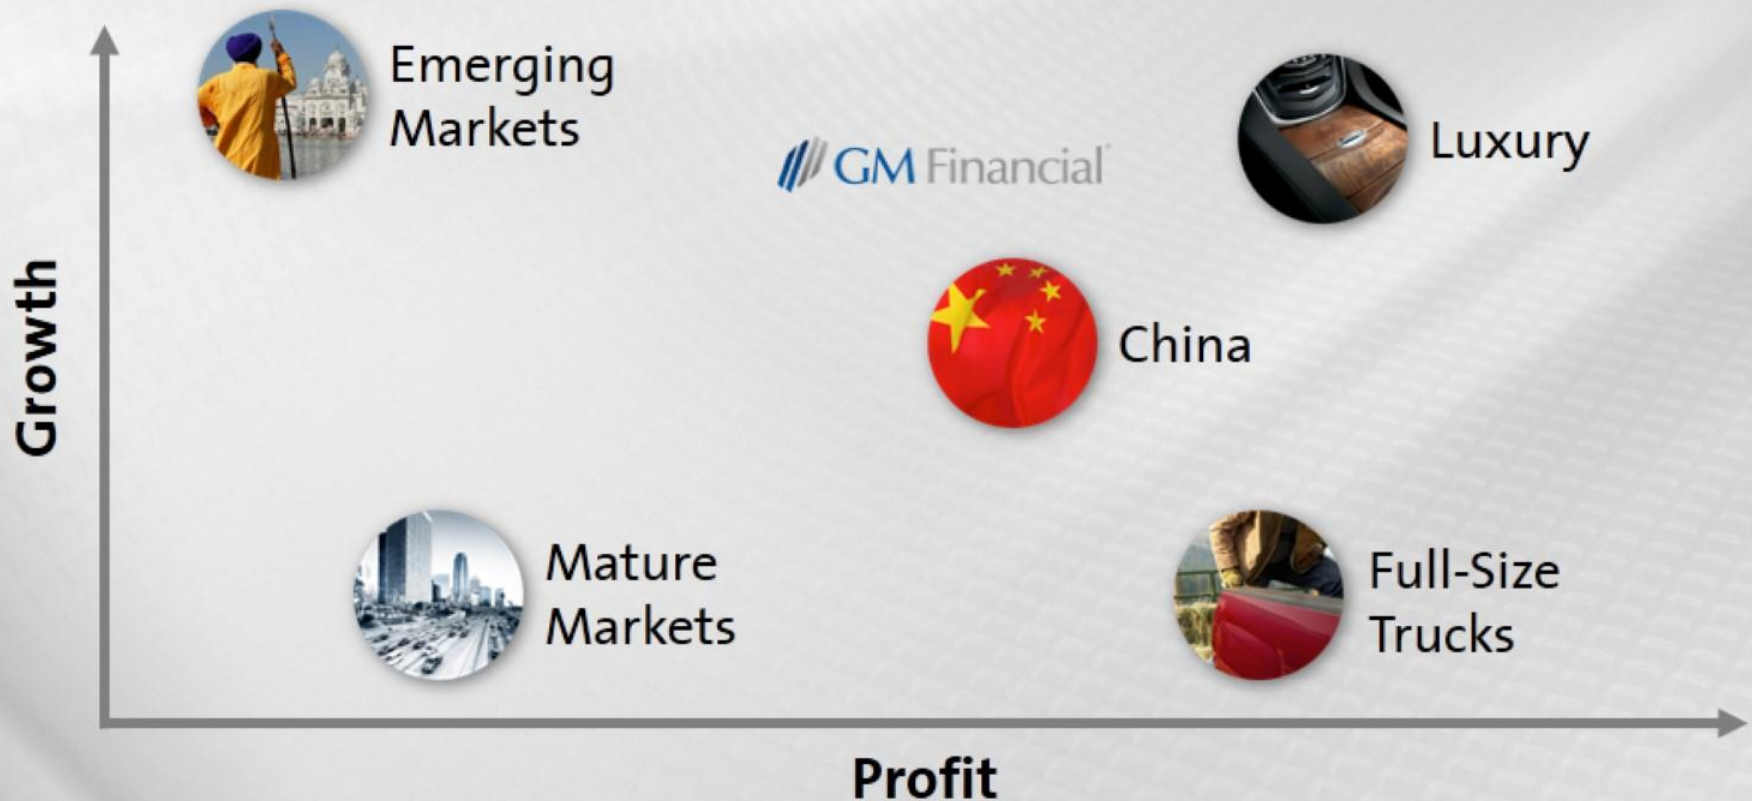 Emerging
Markets
GM Financial
Luxury
China
Growth
Mature
Markets
Full-Size
Trucks
Profit